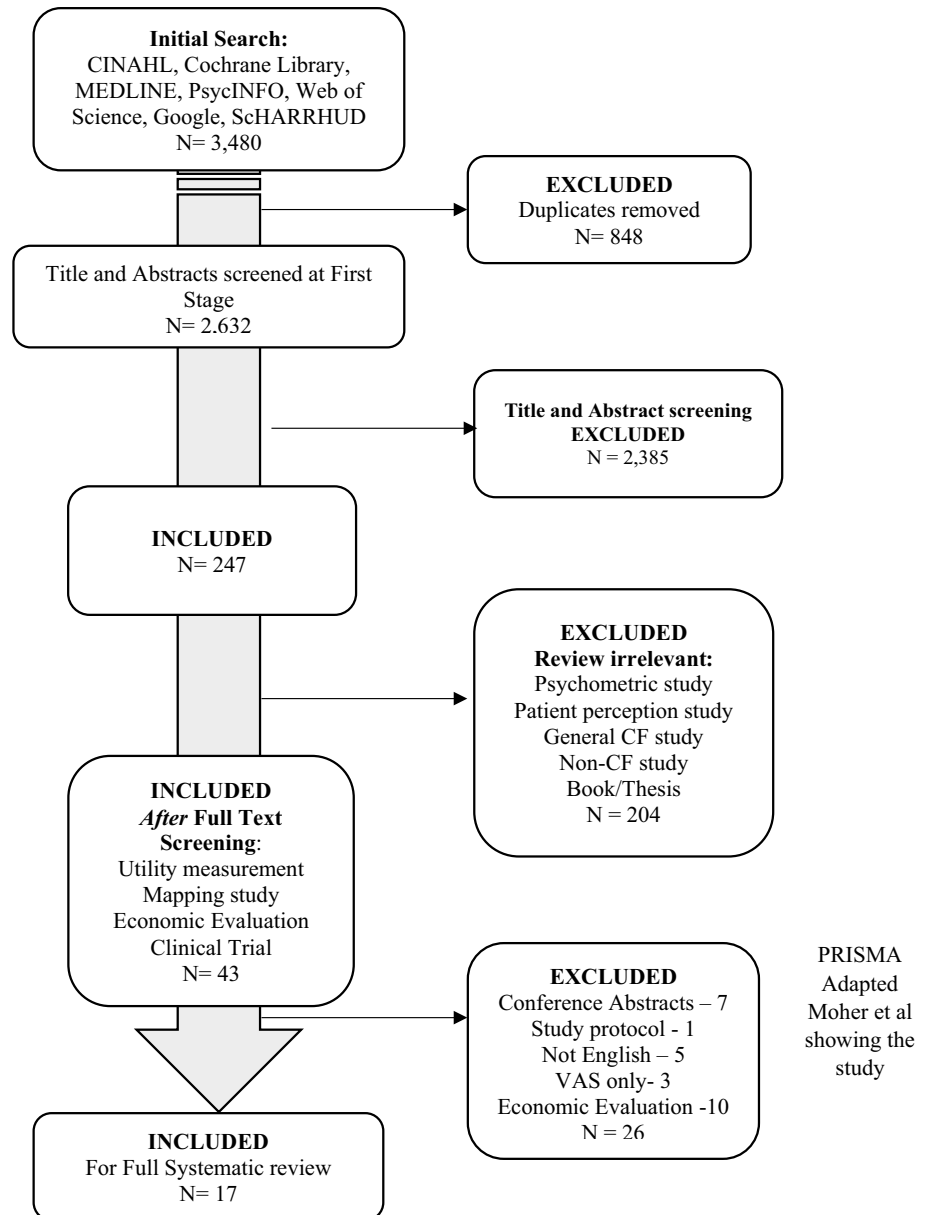 Initial Search:
CINAHL, Cochrane Library,
MEDLINE, PsycINFO, Web of
Science, Google, ScHARRHUD
N= 3,480
EXCLUDED
Duplicates removed
N= 848
Title and Abstracts screened at First
Stage
N= 2,632
Title and Abstract screening
EXCLUDED
N = 2,385
INCLUDED
N= 247
EXCLUDED
Review irrelevant:
Psychometric study
Patient perception study
General CF study
Non-CF study
Book/Thesis
N = 204
INCLUDED
After Full Text
Screening:
Utility measurement
Mapping study
Economic Evaluation
Clinical Trial
N= 43
EXCLUDED
Conference Abstracts – 7
Study protocol - 1
Not English – 5
VAS only- 3
Economic Evaluation -10
N = 26
PRISMA
Adapted
Moher et al
showing the
study
INCLUDED
For Full Systematic review
N= 17